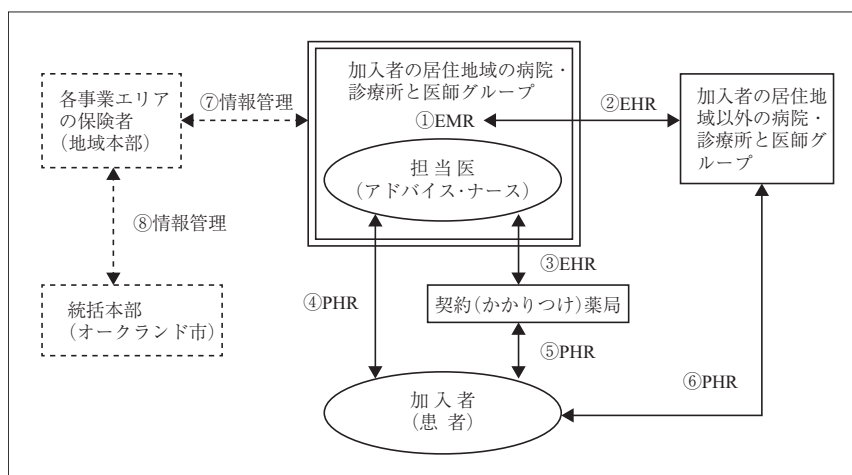 各事業エリア
の保険者
(地域本部)
⑦情報管理
加入者の居住地域の病院・
診療所と医師グループ
①EMR
②EHR
加入者の居住地
域以外の病院・
診療所と医師グ
ループ
担当医
(アドバイス・ナース)
⑧情報管理
③EHR
統括本部
(オークランド市)
④PHR
契約(かかりつけ)薬局
⑤PHR
⑥PHR
加入者
(患者)